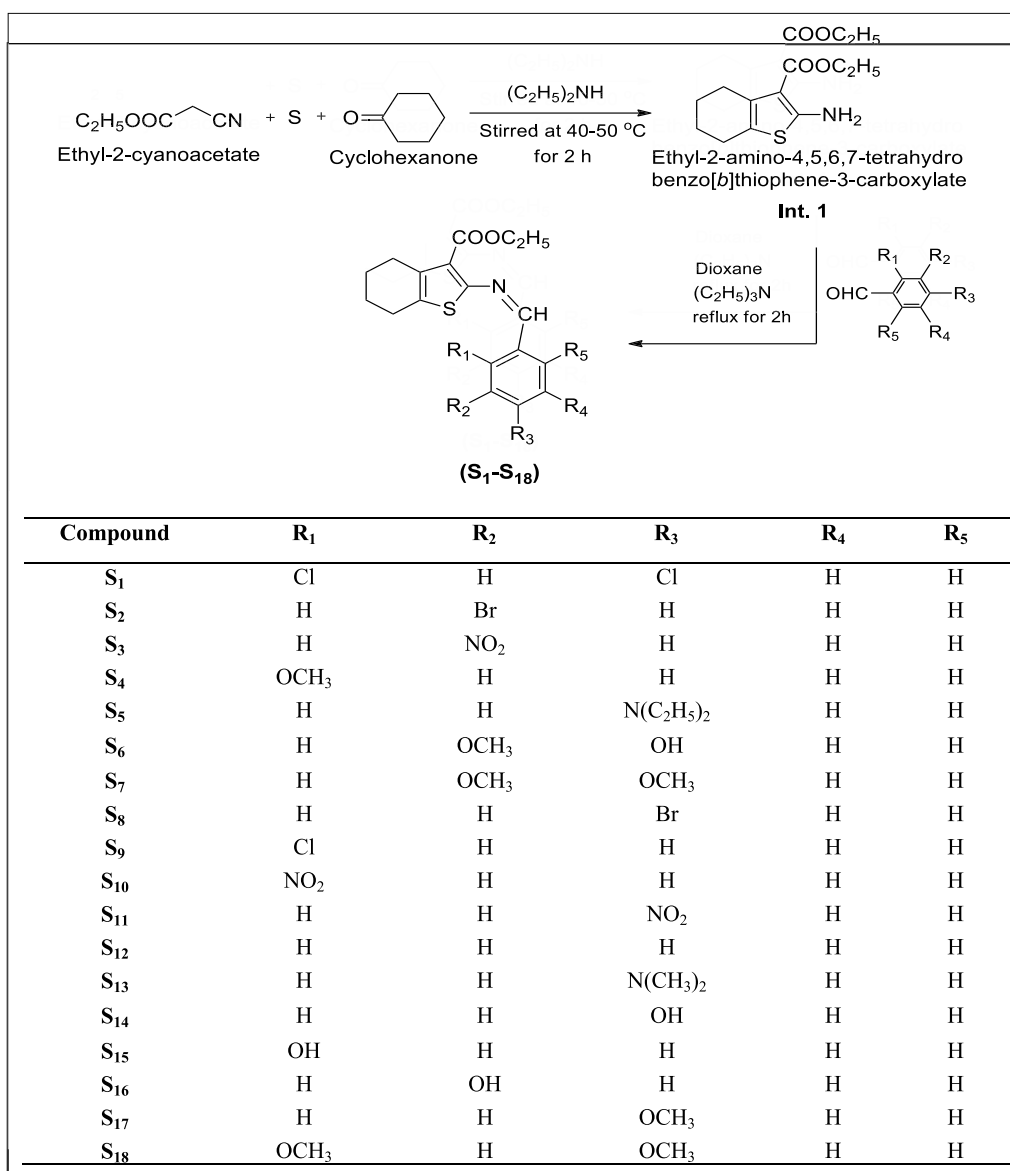 COOC2H5
COOC2H5
C2H5OOC CN + S + O (C2H5)2NH S NH2
Stirred at 40-50 °C
for 2 h
Ethyl-2-cyanoacetate Cyclohexanone
Ethyl-2-amino-4,5,6,7-tetrahydro
benzo[b]thiophene-3-carboxylate
Int. 1
COOC2H5
S N CH
Dioxane
(C2H5)3N
reflux for 2h
R1 R2
OHC R3
R5 R4
R1 R5
R2 R4
R3
(S1-S18)
Compound R1 R2 R3 R4 R5
S1 Cl H Cl H H
S2 H Br H H H
S3 H NO2 H H H
S4 OCH3 H H H H
S5 H H N(C2H5)2 H H
S6 H OCH3 OH H H
S7 H OCH3 OCH3 H H
S8 H H Br H H
S9 Cl H H H H
S10 NO2 H H H H
S11 H H NO2 H H
S12 H H H H H
S13 H H N(CH3)2 H H
S14 H H OH H H
S15 OH H H H H
S16 H OH H H H
S17 H H OCH3 H H
S18 OCH3 H OCH3 H H